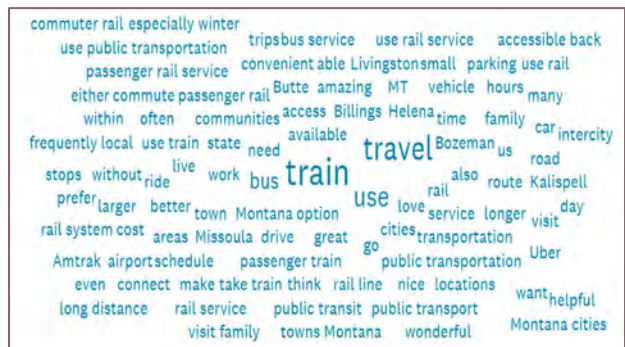 commuter rail especially winter
use public transportation tripsbus service use rail service accessible back
passenger rail service convenient able Livingston small parking use rail
either commute passenger rail Butte amazing MT vehicle hours many
within often communities access Billings Helena time family car intercity
frequently local use train state need available travel Bozeman us road
stops without ride live work bus train use rail also route Kalispell
prefer larger better town Montana option love service longer visit day
rail system cost areas Missoula drive great go cities transportation
Amtrak airport schedule passenger train public transportation Uber
even connect make take train think rail line nice locations want helpful
long distance rail service public transit public transport
visit family towns Montana wonderful Montana cities